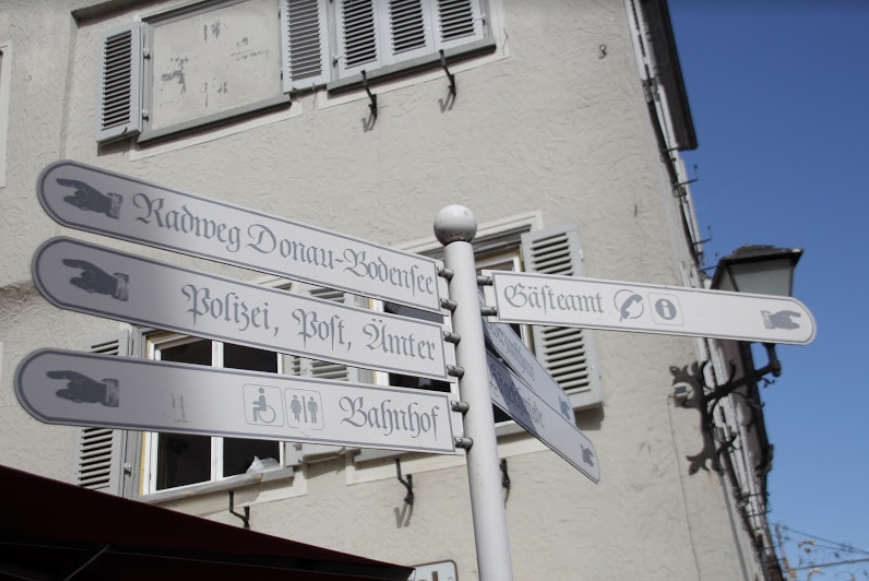 Radweg Donau-Bodensee
Polizei, Post, Ämter
Bahnhof
Gästeamt